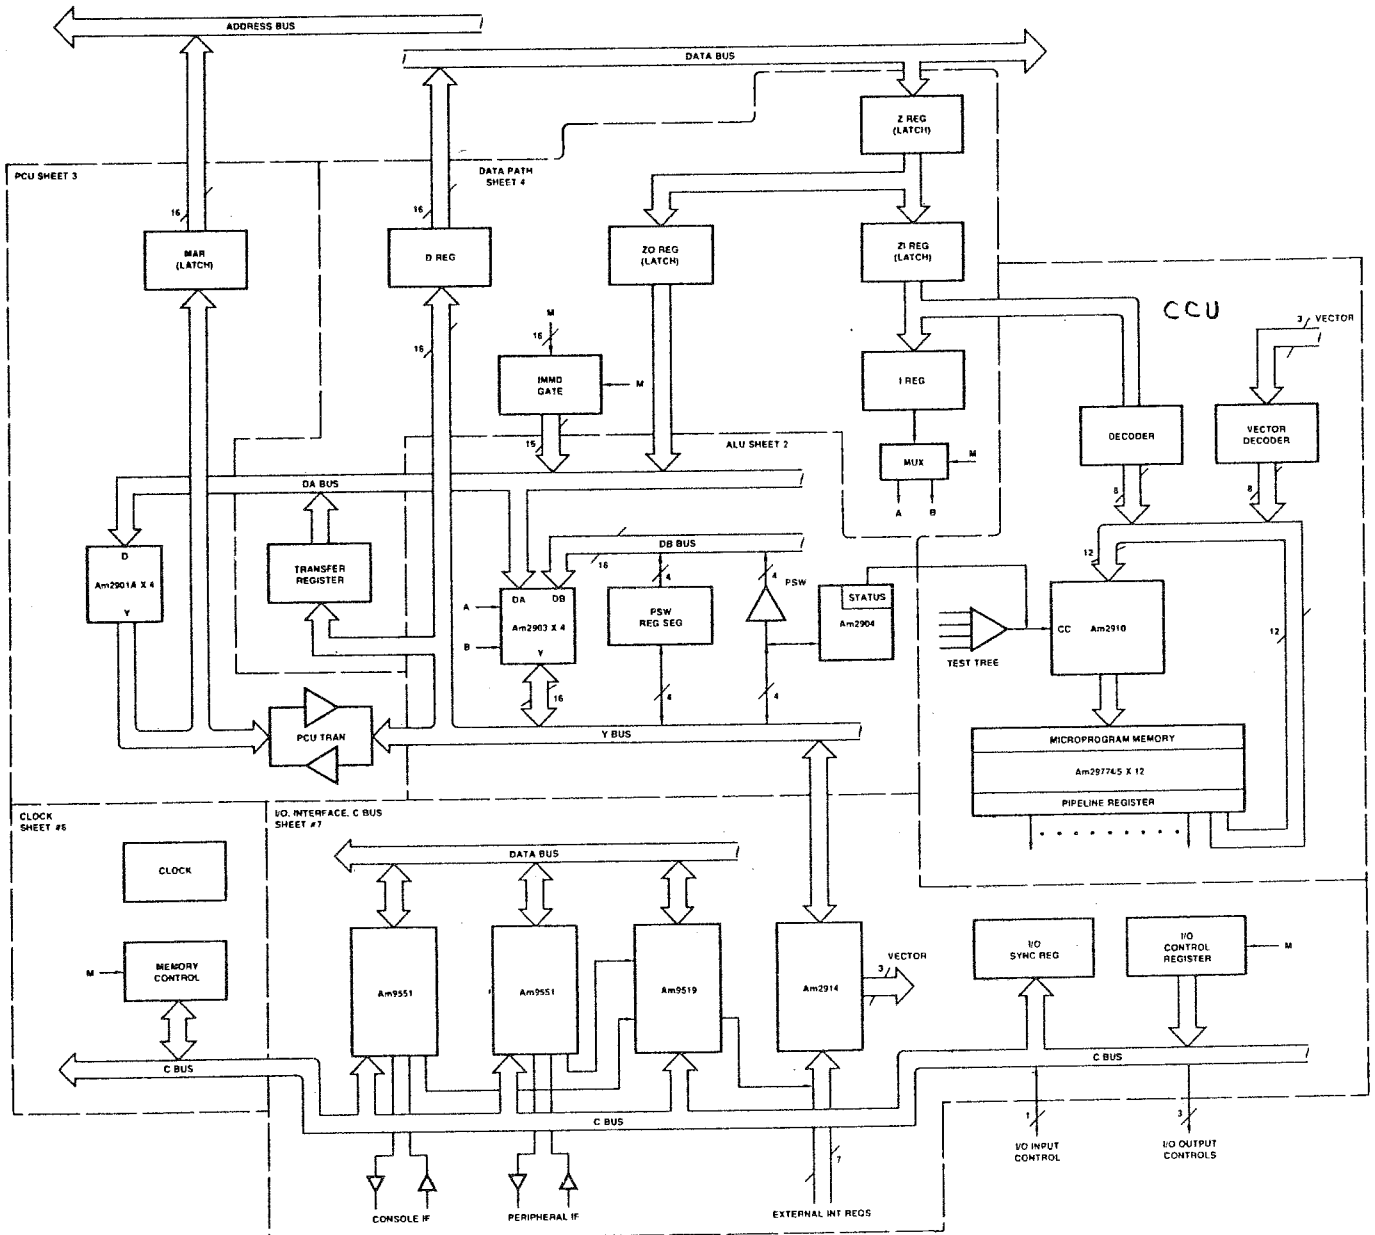 ADDRESS BUS
DATA BUS
Z REG
(LATCH)
PCU SHEET 3
DATA PATH
SHEET 4
16
16
MAR
(LATCH)
D REG
ZO REG
(LATCH)
ZI REG
(LATCH)
CCU
M
16
16
3
VECTOR
IMMD
GATE
M
I REG
DECODER
VECTOR
DECODER
15
ALU SHEET 2
MUX
M
DA BUS
A
B
8
8
D
Am2901A X 4
Y
TRANSFER
REGISTER
DB BUS
16
4
4
PSW
12
DA
DB
A
Am2903 X 4
B
Y
PSW
REG SEG
STATUS
Am2904
CC
Am2910
12
TEST TREE
16
4
4
PCU TRAN
Y BUS
MICROPROGRAM MEMORY
Am29774/5 X 12
PIPELINE REGISTER
CLOCK
SHEET #6
I/O, INTERFACE, C BUS
SHEET #7
CLOCK
DATA BUS
M
MEMORY
CONTROL
Am9551
Am9551
Am9519
Am2914
3
VECTOR
I/O
SYNC REG
I/O
CONTROL
REGISTER
M
C BUS
C BUS
C BUS
1
3
I/O INPUT
CONTROL
I/O OUTPUT
CONTROLS
7
CONSOLE IF
PERIPHERAL IF
EXTERNAL INT REQS